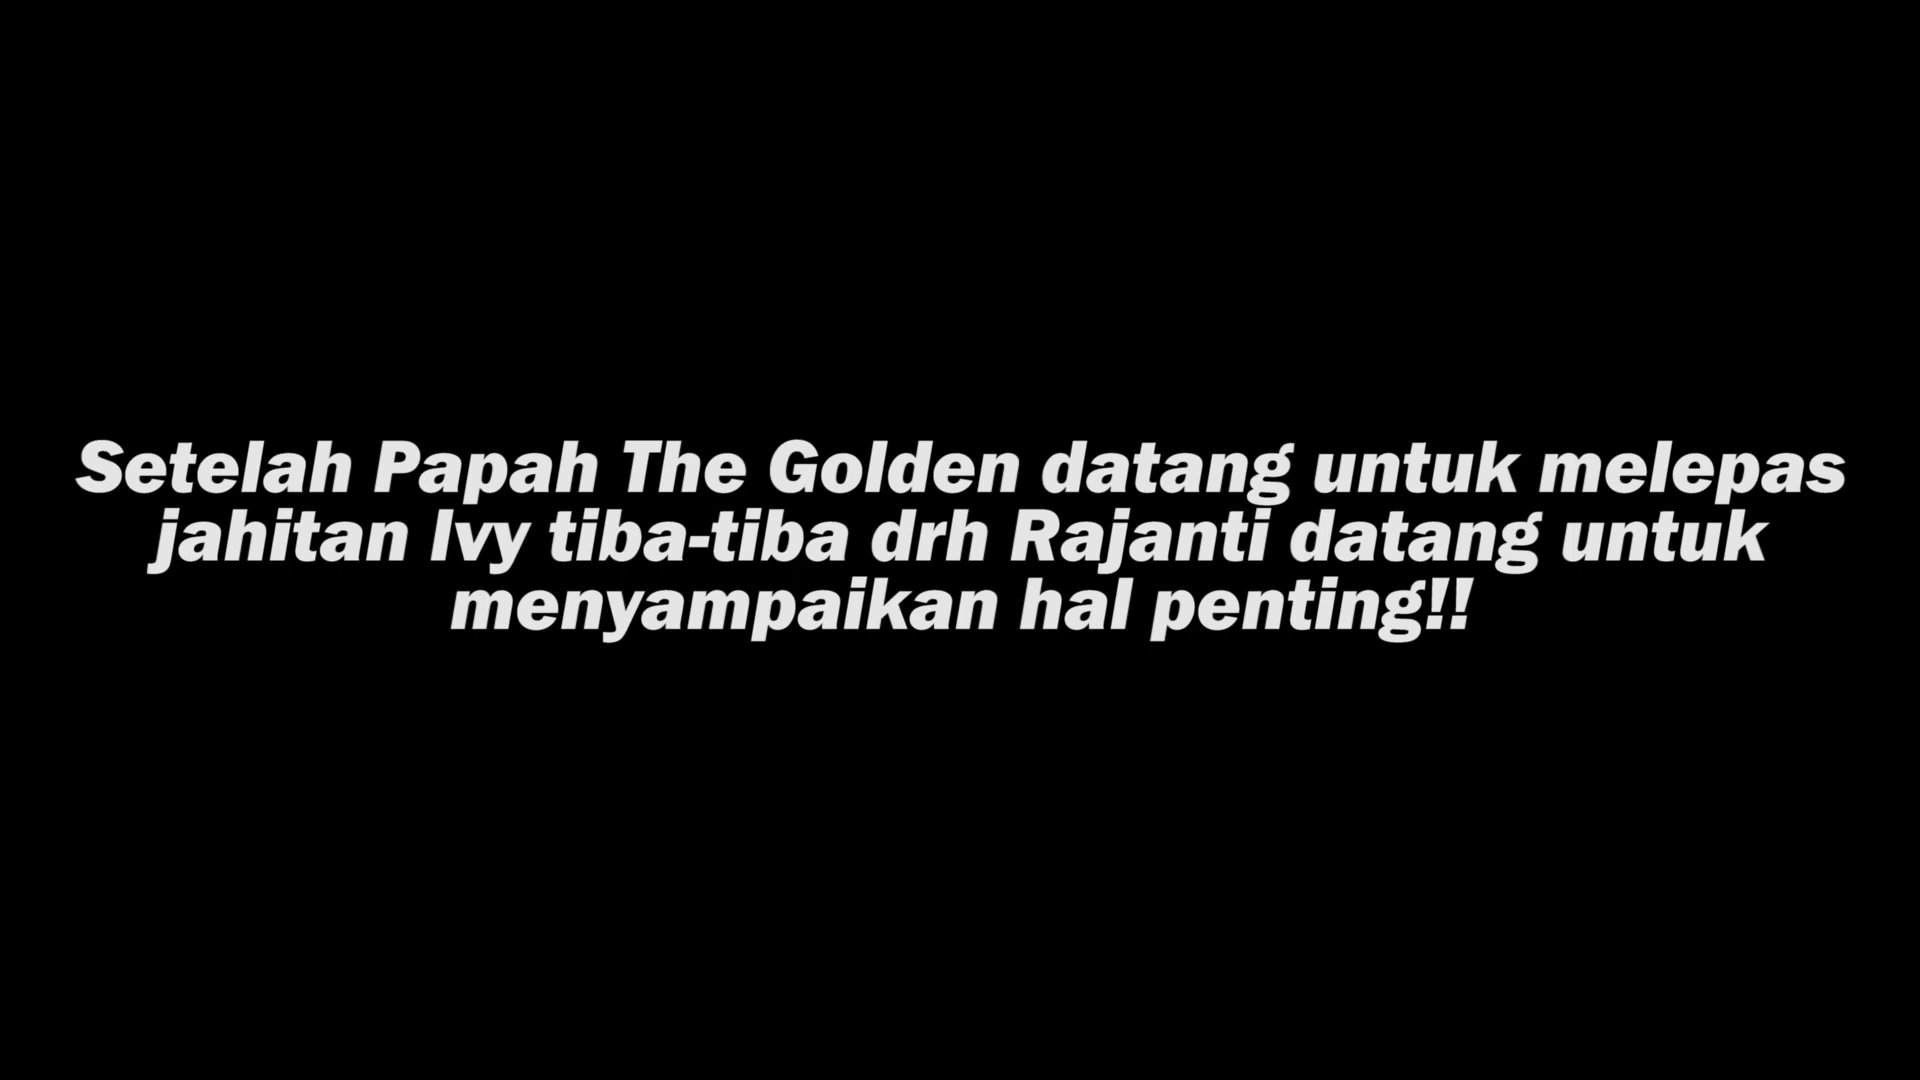 Setelah Papah The Golden datang untuk melepas
jahitan Ivy tiba-tiba drh Rajanti datang untuk
menyampaikan hal penting!!